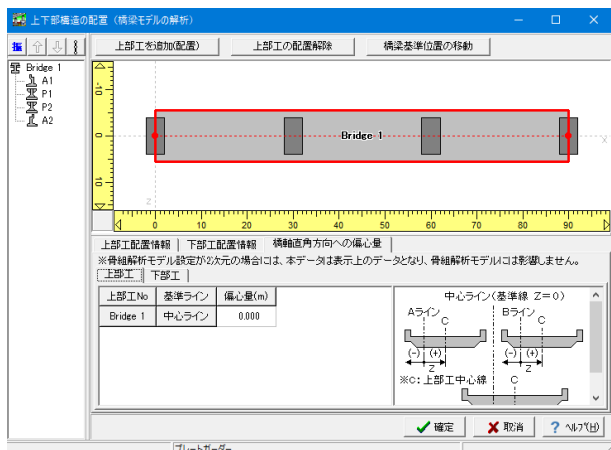 上下部構造の配置（橋梁モデルの解析）
上部工を追加(配置)
上部工の配置解除
橋梁基準位置の移動
Bridge 1
A1
P1
P2
A2
-10
0
10
Bridge 1
X
Z
0 10 20 30 40 50 60 70 80 90
上部工配置情報 下部工配置情報 橋軸直角方向への偏心量
※骨組解析モデル設定が2次元の場合には、本データは表示上のデータとなり、骨組解析モデルには影響しません。
上部工 下部工
上部工No 基準ライン 偏心量(m)
Bridge 1 中心ライン 0.000
中心ライン(基準線 Z=0)
Aライン Bライン
C C
(-) (+) (-) (+)
Z Z
※C:上部工中心線 C
確定 取消 ? ヘルプ(H)
プレートガーダー